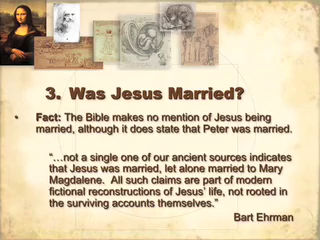 3. Was Jesus Married?
• Fact: The Bible makes no mention of Jesus being
married, although it does state that Peter was married.
“…not a single one of our ancient sources indicates
that Jesus was married, let alone married to Mary
Magdalene. All such claims are part of modern
fictional reconstructions of Jesus’ life, not rooted in
the surviving accounts themselves.”
Bart Ehrman